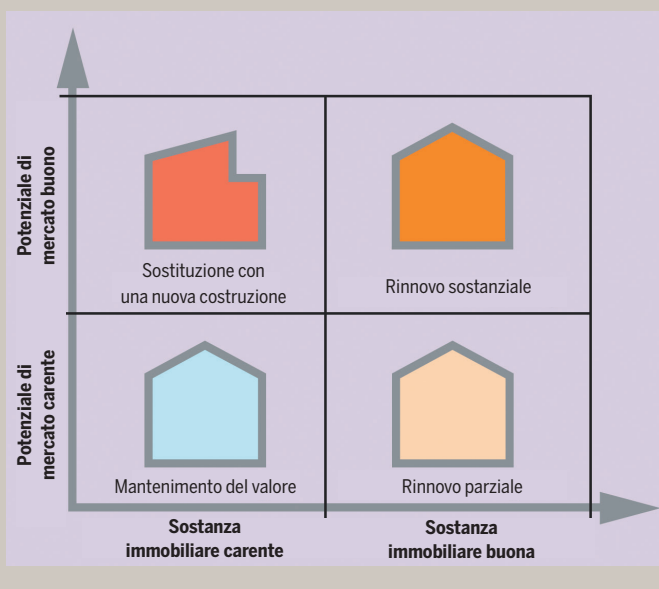 Potenziale di
mercato buono
Sostituzione con
una nuova costruzione
Rinnovo sostanziale
Potenziale di
mercato carente
Mantenimento del valore
Rinnovo parziale
Sostanza
immobiliare carente
Sostanza
immobiliare buona